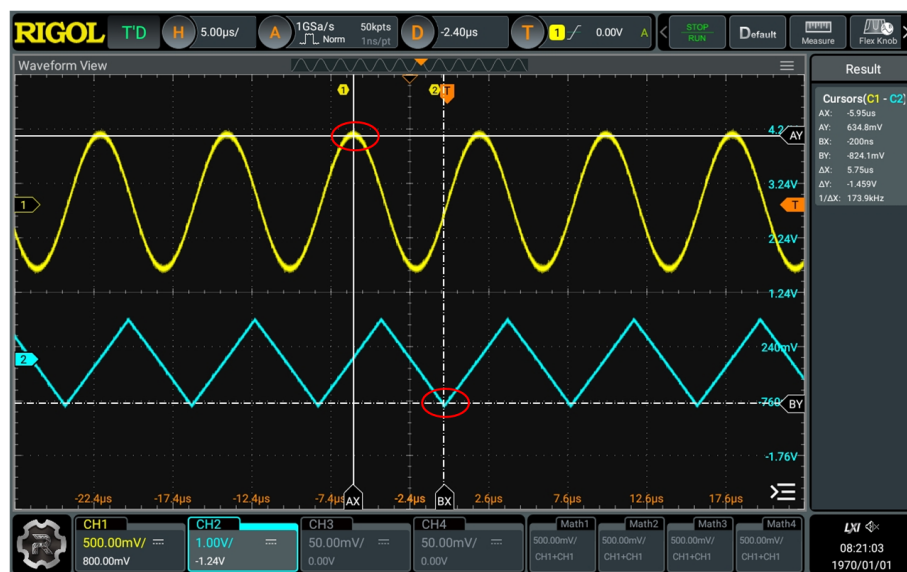 RIGOL T'D H 5.00μs/ A 1GSa/s Norm 50kpts 1ns/pt D -2.40μs T 1 0.00V A STOP RUN Default Measure Flex Knob
Waveform View
Result
1 2 T
Cursors(C1 - C2)
AX: -5.95us
AY: 634.8mV
BX: -200ns
BY: -824.1mV
ΔX: 5.75us
ΔY: -1.459V
1/ΔX: 173.9kHz
4.2 AY
3.24V
1 T
2.24V
1.24V
2 240mV
-760 BY
-1.76V
-22.4μs -17.4μs -12.4μs -7.4μs AX -2.4μs BX 2.6μs 7.6μs 12.6μs 17.6μs
CH1 CH2 CH3 CH4 Math1 Math2 Math3 Math4
500.00mV/ 1.00V/ 50.00mV/ 50.00mV/ 500.00mV/ 500.00mV/ 500.00mV/ 500.00mV/
800.00mV -1.24V 0.00V 0.00V CH1+CH1 CH1+CH1 CH1+CH1 CH1+CH1
LXI
08:21:03
1970/01/01